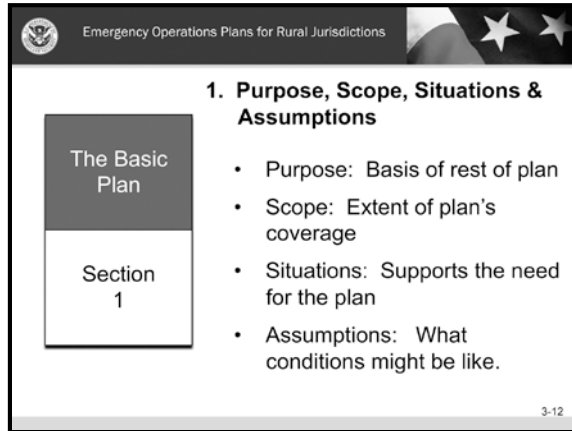 Emergency Operations Plans for Rural Jurisdictions
1. Purpose, Scope, Situations &
Assumptions
The Basic
Plan
Section
1
• Purpose: Basis of rest of plan
• Scope: Extent of plan's
coverage
• Situations: Supports the need
for the plan
• Assumptions: What
conditions might be like.
3-12